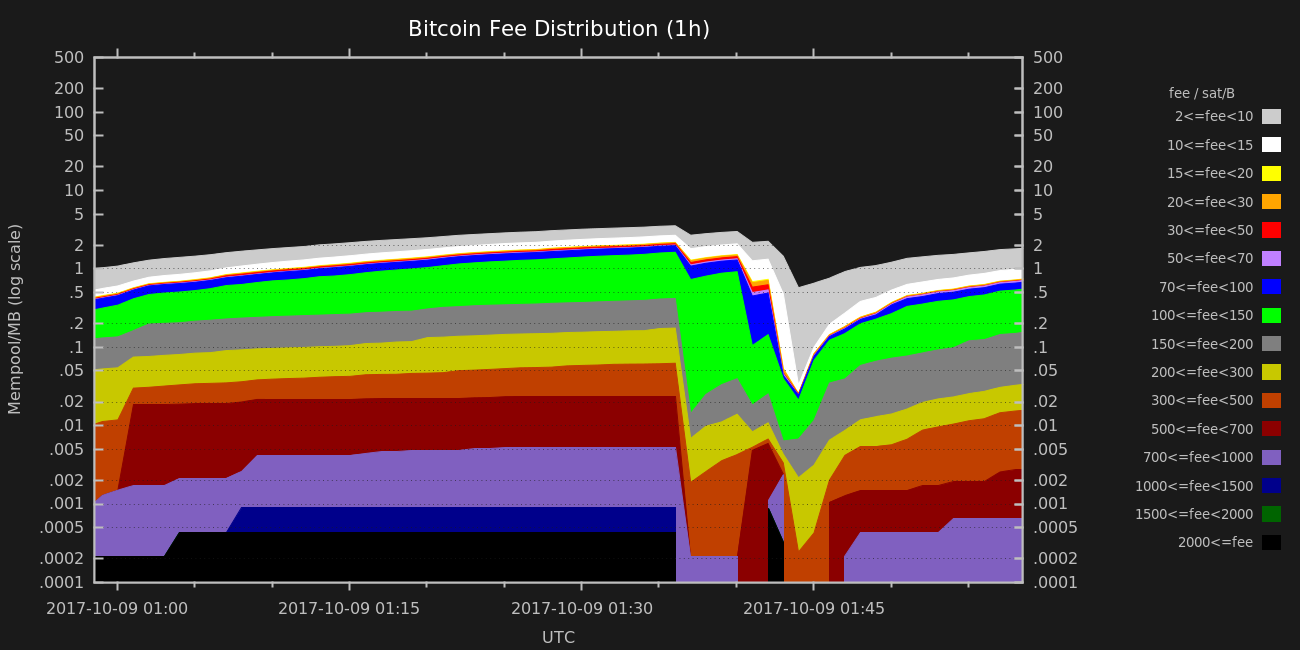 Bitcoin Fee Distribution (1h)
500 500
200 200
100 100
50 50
20 20
10 10
5 5
2 2
1 1
.5 .5
.2 .2
.1 .1
.05 .05
.02 .02
.01 .01
.005 .005
.002 .002
.001 .001
.0005 .0005
.0002 .0002
.0001 .0001
Mempool/MB (log scale)
2017-10-09 01:00 2017-10-09 01:15 2017-10-09 01:30 2017-10-09 01:45
UTC
fee / sat/B
2<=fee<10
10<=fee<15
15<=fee<20
20<=fee<30
30<=fee<50
50<=fee<70
70<=fee<100
100<=fee<150
150<=fee<200
200<=fee<300
300<=fee<500
500<=fee<700
700<=fee<1000
1000<=fee<1500
1500<=fee<2000
2000<=fee